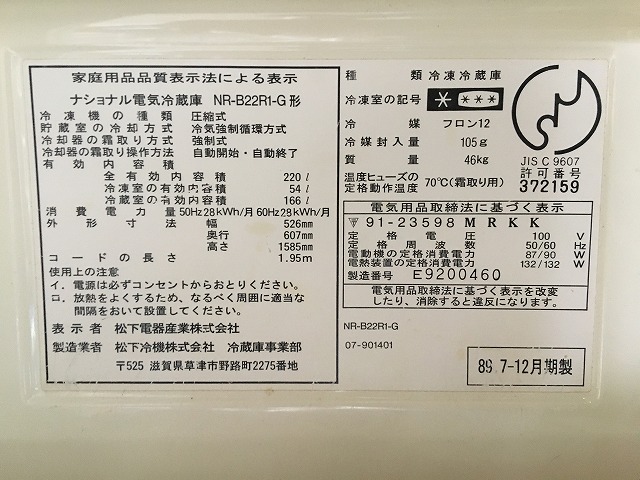 家庭用品品質表示法による表示
ナショナル電気冷蔵庫 NR-B22R1-G形
冷凍機の種類 圧縮式
貯蔵室の冷却方式 冷気強制循環方式
冷却器の霜取り方式 強制式
冷却器の霜取り操作方法 自動開始・自動終了
有効内容積
全有効内容積 220ℓ
冷凍室の有効内容積 54ℓ
冷蔵室の有効内容積 166ℓ
消費電力量 50Hz28kWh/月 60Hz28kWh/月
外形寸法 幅 526mm
奥行 607mm
高さ 1585mm
コードの長さ 1.95m
使用上の注意
イ．電源は必ずコンセントからおとりください。
ロ．放熱をよくするため、なるべく周囲に適当な
間隔をおいて設置してください。
表示者 松下電器産業株式会社
製造業者 松下冷機株式会社 冷蔵庫事業部
〒525 滋賀県草津市野路町2275番地
種類 冷凍冷蔵庫
冷凍室の記号
冷媒 フロン12
冷媒封入量 105g
質量 46kg
温度ヒューズの
定格動作温度 70℃(霜取り用)
JIS C 9607
許可番号
372159
電気用品取締法に基づく表示
91-23598 MRKK
定格電圧 100 V
定格周波数 50/60 Hz
電動機の定格消費電力 87/90 W
電熱装置の定格消費電力 132/132 W
製造番号 E9200460
電気用品取締法に基づく表示を改変
したり、消除すると違反になります。
NR-B22R1-G
07-901401
89. 7-12月期製